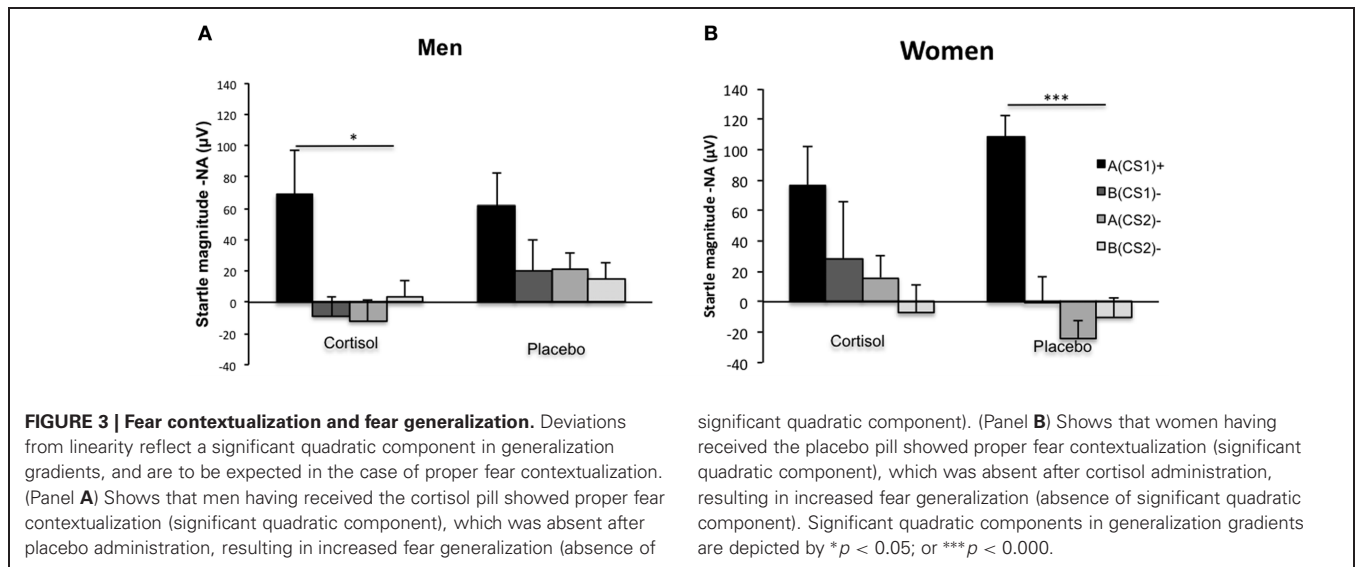 A
Men
Startle magnitude -NA (µV)
140
120
100
80
60
40
20
0
-20
-40
*
Cortisol
Placebo
B
Women
Startle magnitude -NA (µV)
140
120
100
80
60
40
20
0
-20
-40
***
Cortisol
Placebo
A(CS1)+
B(CS1)-
A(CS2)-
B(CS2)-
FIGURE 3 | Fear contextualization and fear generalization. Deviations
from linearity reflect a significant quadratic component in generalization
gradients, and are to be expected in the case of proper fear contextualization.
(Panel A) Shows that men having received the cortisol pill showed proper fear
contextualization (significant quadratic component), which was absent after
placebo administration, resulting in increased fear generalization (absence of
significant quadratic component). (Panel B) Shows that women having
received the placebo pill showed proper fear contextualization (significant
quadratic component), which was absent after cortisol administration,
resulting in increased fear generalization (absence of significant quadratic
component). Significant quadratic components in generalization gradients
are depicted by *p < 0.05; or ***p < 0.000.